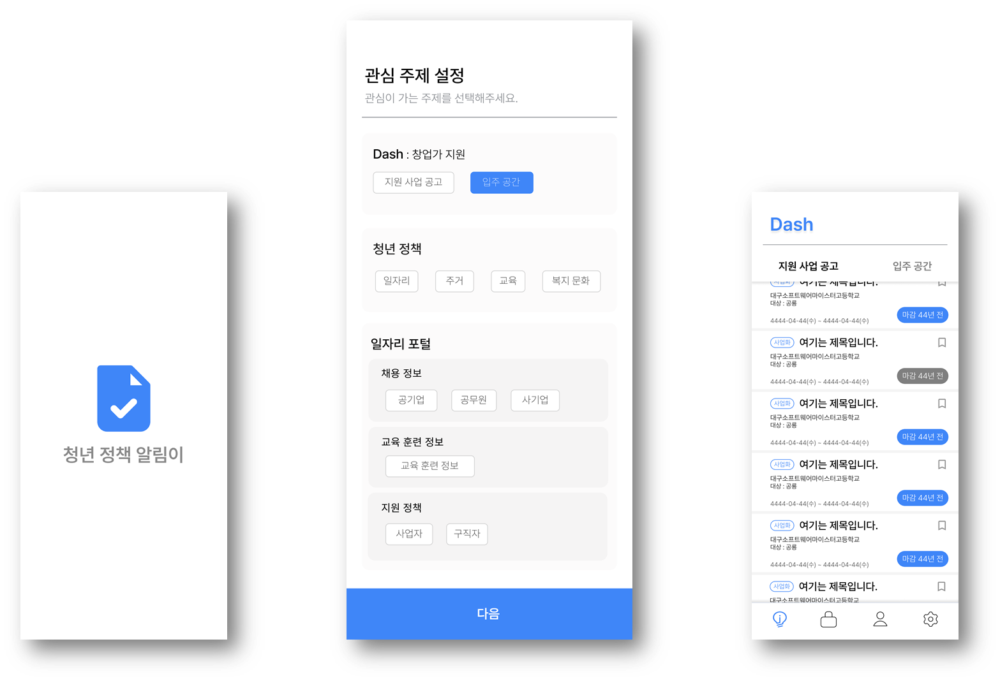 청년 정책 알림이
관심 주제 설정
관심이 가는 주제를 선택해주세요.
Dash : 창업가 지원
지원 사업 공고 입주 공간
청년 정책
일자리 주거 교육 복지 문화
일자리 포털
채용 정보
공기업 공무원 사기업
교육 훈련 정보
교육 훈련 정보
지원 정책
사업자 구직자
다음
Dash
지원 사업 공고 입주 공간
사업화 여기는 제목입니다.
대구소프트웨어마이스터고등학교
대상 : 공룡
마감 44년 전
4444-04-44(수) ~ 4444-04-44(수)
사업화 여기는 제목입니다.
대구소프트웨어마이스터고등학교
대상 : 공룡
마감 44년 전
4444-04-44(수) ~ 4444-04-44(수)
사업화 여기는 제목입니다.
대구소프트웨어마이스터고등학교
대상 : 공룡
마감 44년 전
4444-04-44(수) ~ 4444-04-44(수)
사업화 여기는 제목입니다.
대구소프트웨어마이스터고등학교
대상 : 공룡
마감 44년 전
4444-04-44(수) ~ 4444-04-44(수)
사업화 여기는 제목입니다.
대구소프트웨어마이스터고등학교
대상 : 공룡
마감 44년 전
4444-04-44(수) ~ 4444-04-44(수)
사업화 여기는 제목입니다.
대구소프트웨어마이스터고등학교